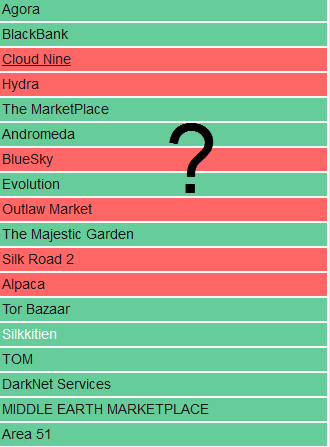 Agora
BlackBank
Cloud Nine
Hydra
The MarketPlace
Andromeda
?
BlueSky
Evolution
Outlaw Market
The Majestic Garden
Silk Road 2
Alpaca
Tor Bazaar
Silkkitien
TOM
DarkNet Services
MIDDLE EARTH MARKETPLACE
Area 51